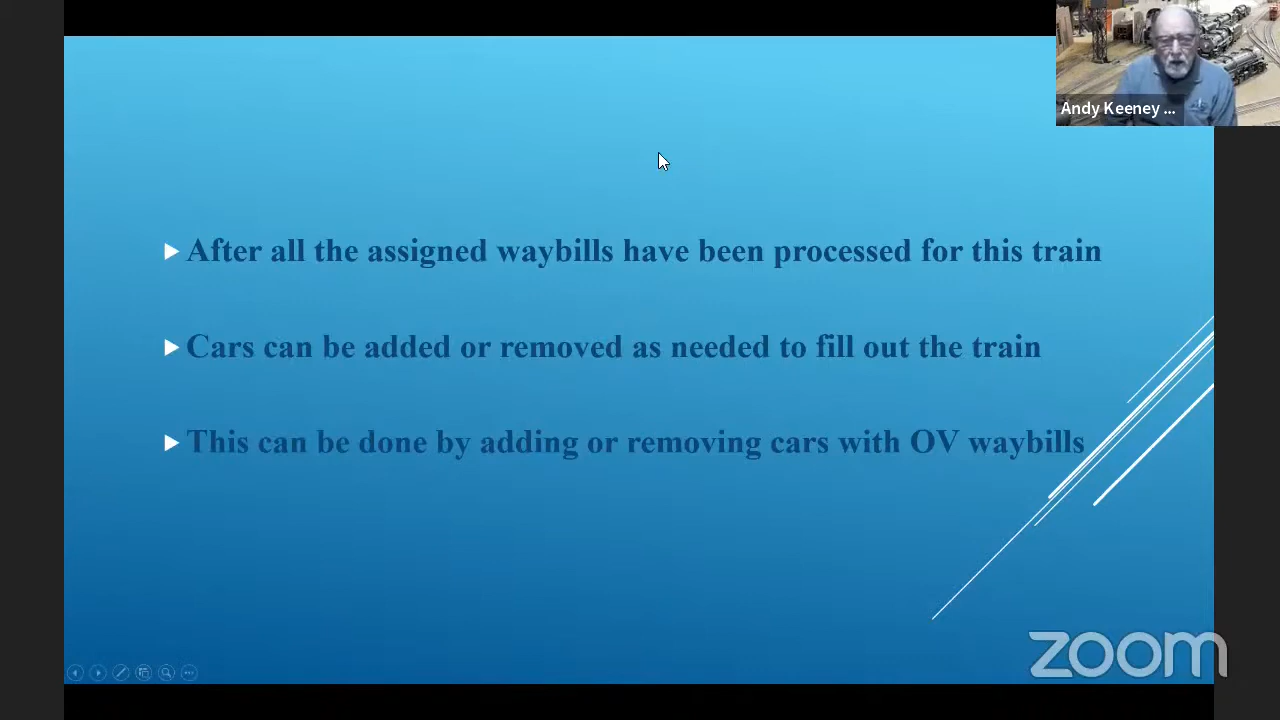 Andy Keeney ...
After all the assigned waybills have been processed for this train
Cars can be added or removed as needed to fill out the train
This can be done by adding or removing cars with OV waybills
zoom